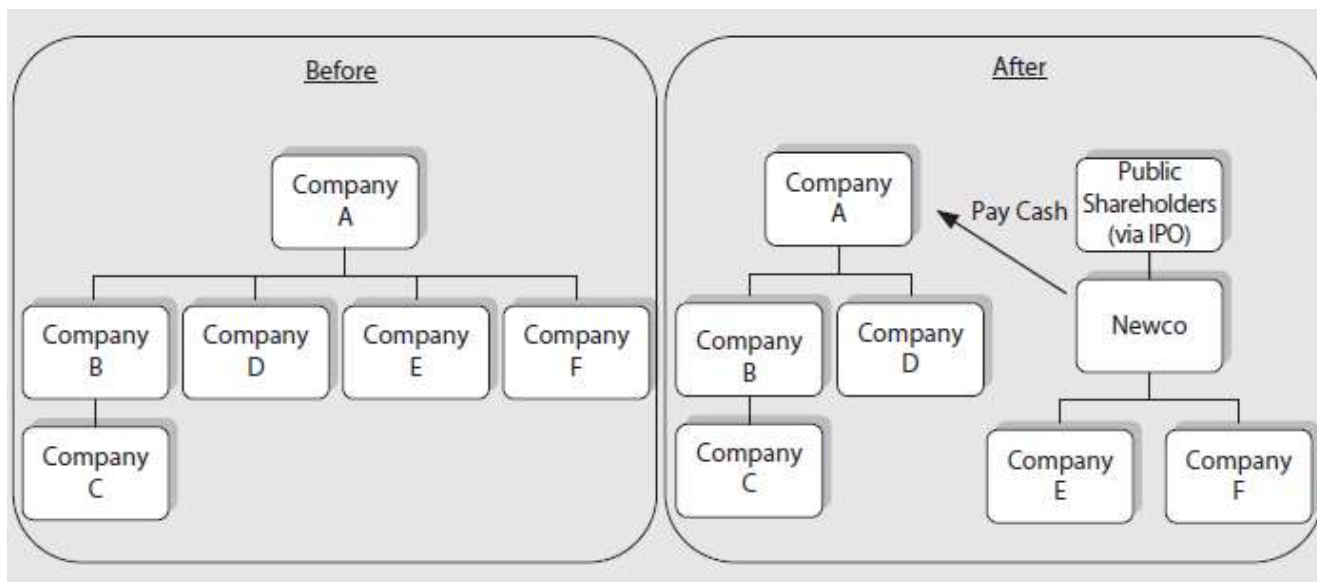 Before
Company
A
Company
B
Company
D
Company
E
Company
F
Company
C
After
Company
A
Pay Cash
Public
Shareholders
(via IPO)
Company
B
Company
D
Newco
Company
C
Company
E
Company
F